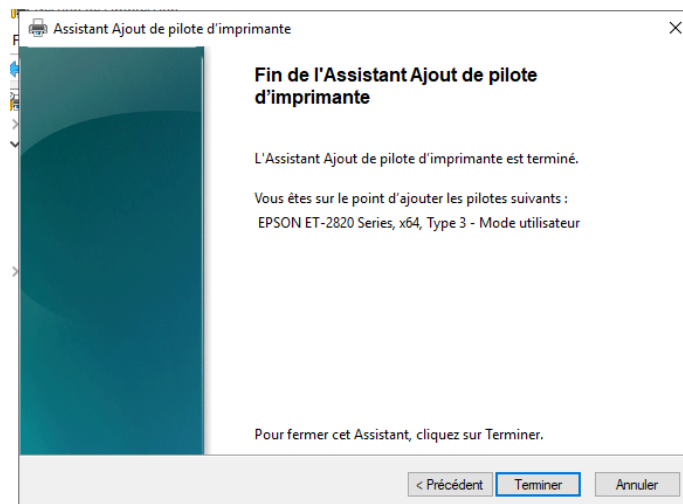 Assistant Ajout de pilote d'imprimante
Fin de l'Assistant Ajout de pilote
d'imprimante
L'Assistant Ajout de pilote d'imprimante est terminé.
Vous êtes sur le point d'ajouter les pilotes suivants :
EPSON ET-2820 Series, x64, Type 3 - Mode utilisateur
Pour fermer cet Assistant, cliquez sur Terminer.
< Précédent
Terminer
Annuler